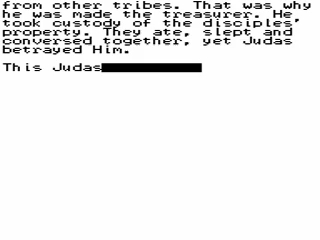 from other tribes. That was why
he was made the treasurer. He
took custody of the disciples'
property. They ate, slept and
conversed together, yet Judas
betrayed Him.
This Judas